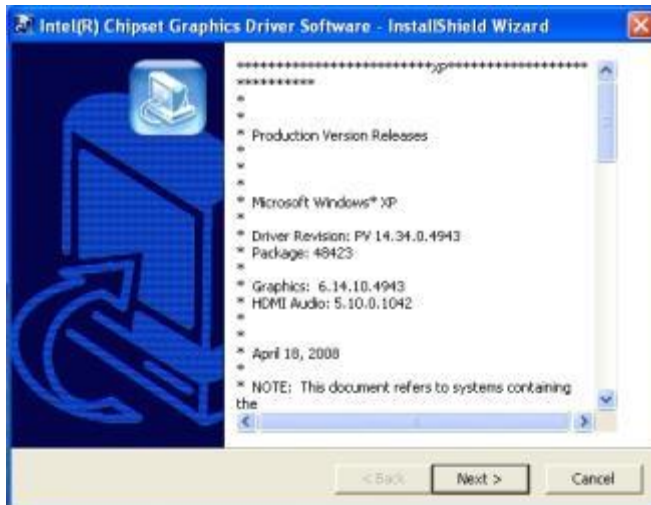 Intel(R) Chipset Graphics Driver Software - InstallShield Wizard
**************************XP*******************
**********
*
*
* Production Version Releases
*
*
*
* Microsoft Windows* XP
*
* Driver Revision: PV 14.34.0.4943
* Package: 48423
*
* Graphics: 6.14.10.4943
* HDMI Audio: 5.10.0.1042
*
*
* April 18, 2008
*
* NOTE: This document refers to systems containing
the
< Back
Next >
Cancel